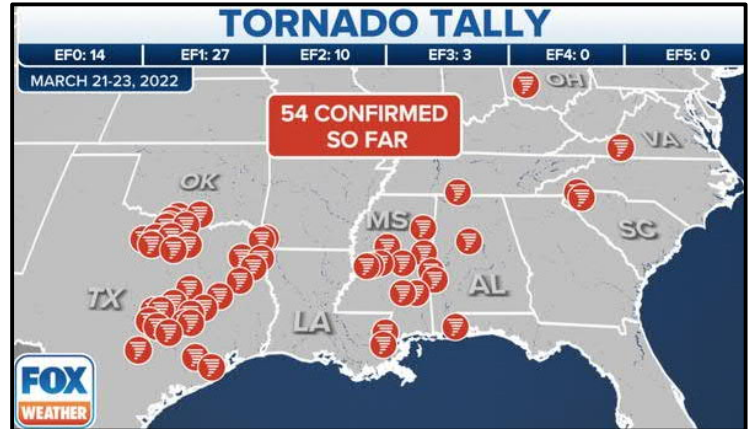 TORNADO TALLY
EF0: 14 EF1: 27 EF2: 10 EF3: 3 EF4: 0 EF5: 0
MARCH 21-23, 2022
OH
54 CONFIRMED
SO FAR
VA
OK
MS
SC
TX
AL
LA
FOX
WEATHER